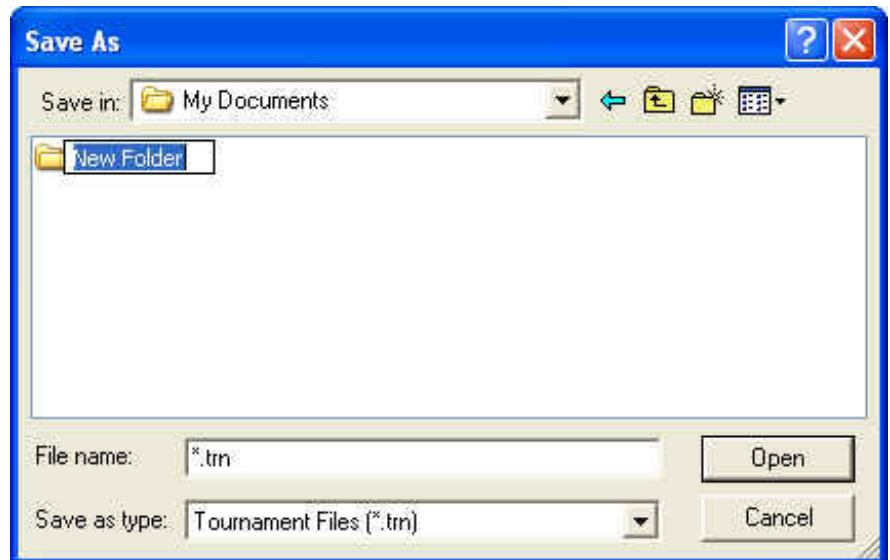 Save As
Save in: My Documents
New Folder
File name: *.trn Open
Save as type: Tournament Files (*.trn) Cancel